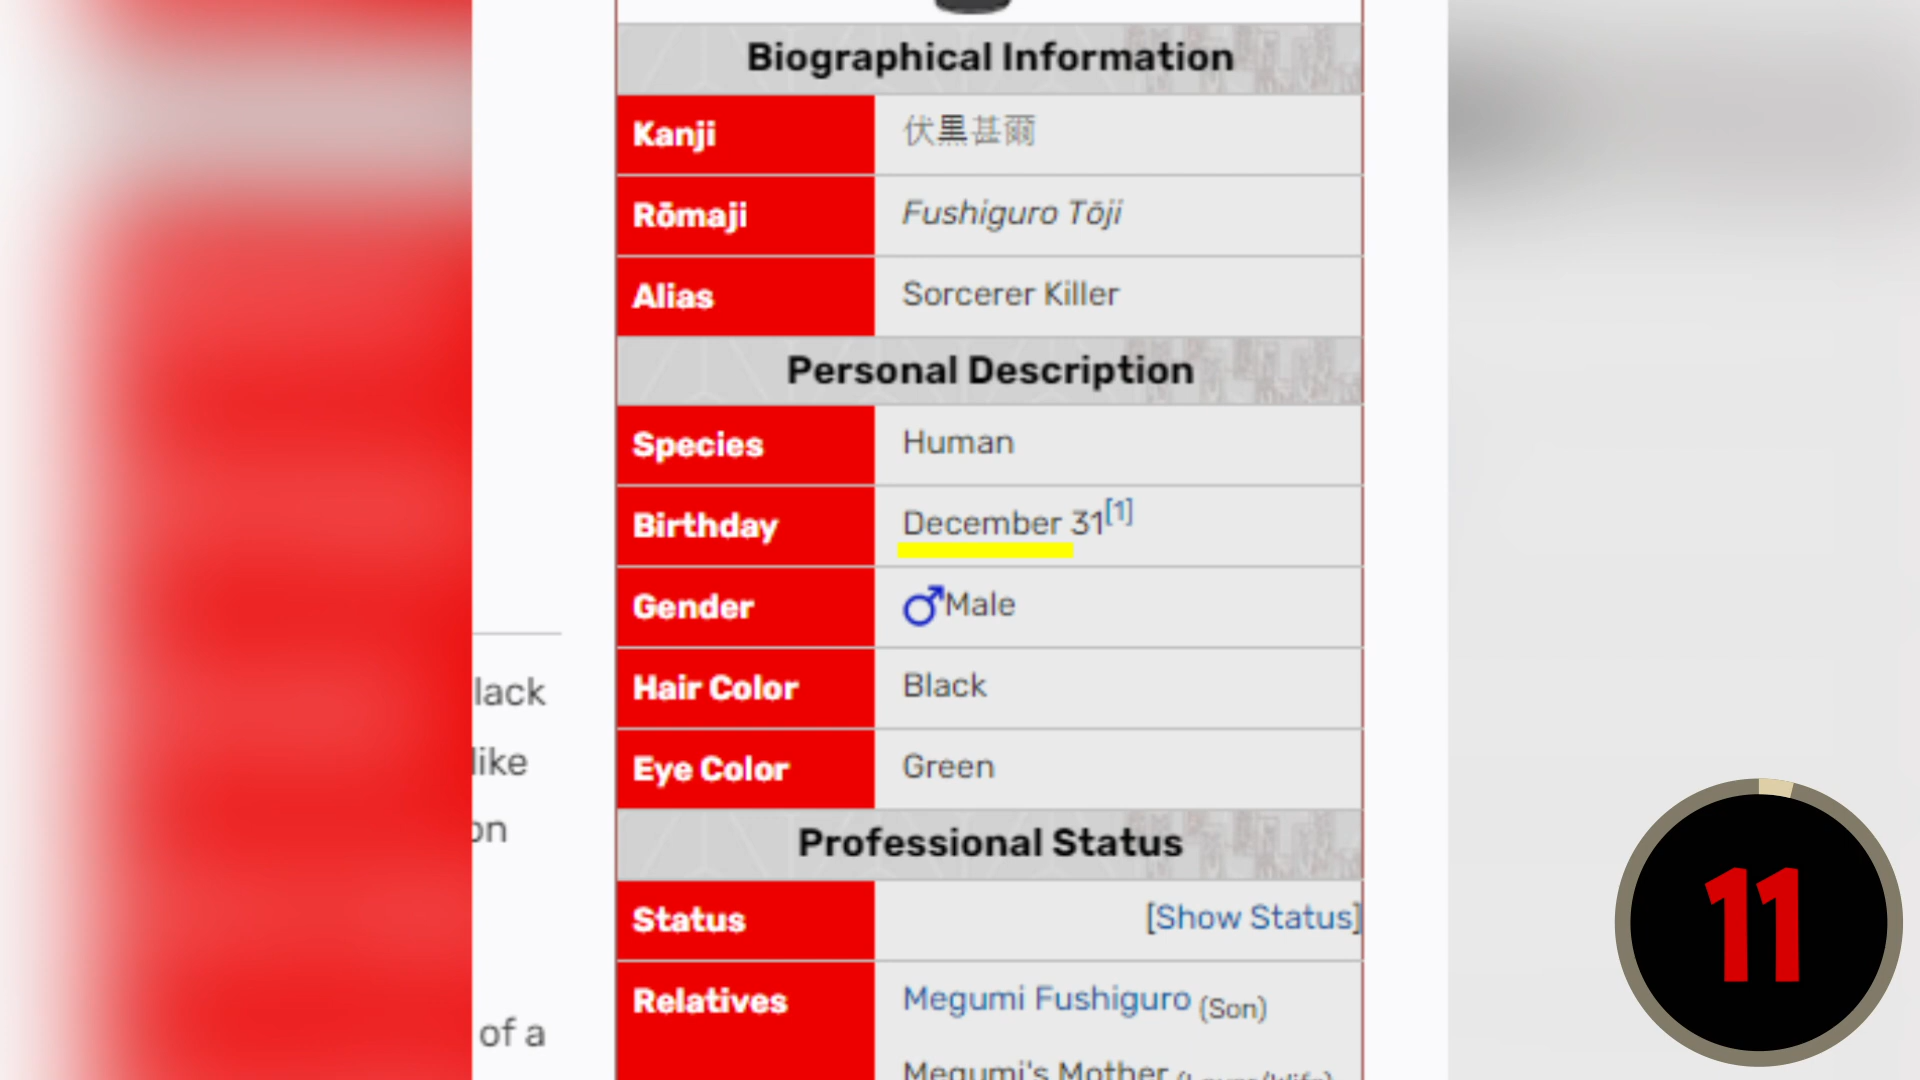 Biographical Information
Kanji 伏黒甚爾
Rōmaji Fushiguro Tōji
Alias Sorcerer Killer
Personal Description
Species Human
Birthday December 31[1]
Gender ♂Male
Hair Color Black
lack
Eye Color Green
like
on
Professional Status
Status [Show Status]
11
Relatives Megumi Fushiguro (Son)
of a
Megumi's Mother